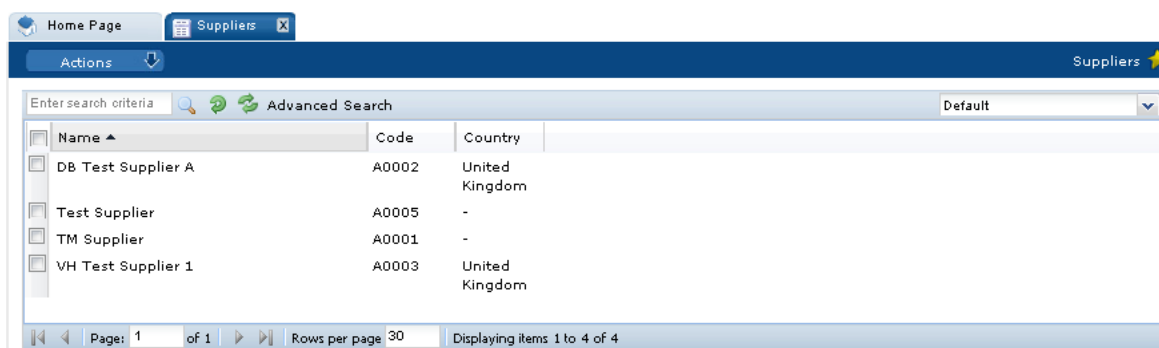 Home Page Suppliers X
Actions Suppliers
Enter search criteria Advanced Search Default
Name Code Country
DB Test Supplier A A0002 United
Kingdom
Test Supplier A0005 -
TM Supplier A0001 -
VH Test Supplier 1 A0003 United
Kingdom
Page: 1 of 1 Rows per page 30 Displaying items 1 to 4 of 4